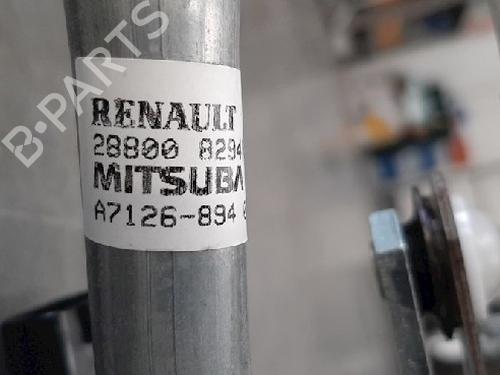 B-PARTS
RENAULT
28800 8294
MITSUBA
A7126-894